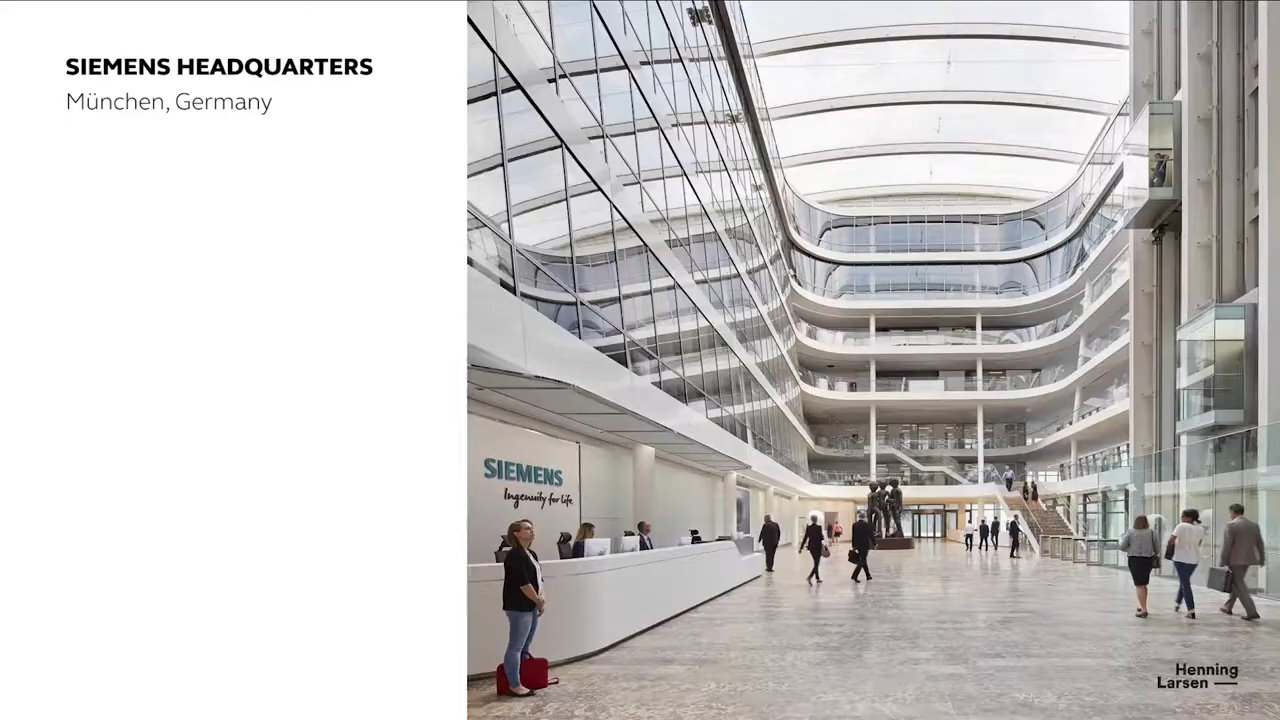 SIEMENS HEADQUARTERS
München, Germany
SIEMENS
Ingenuity for life
Henning
Larsen